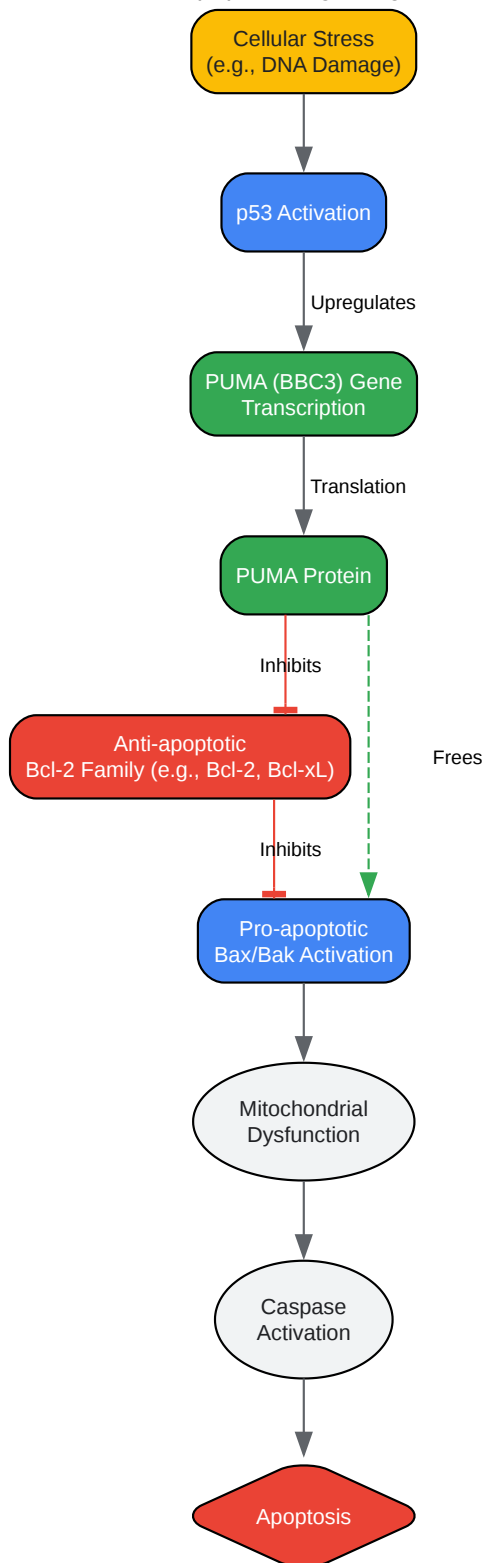 Cellular Stress
(e.g., DNA Damage)
p53 Activation
Upregulates
PUMA (BBC3) Gene
Transcription
Translation
PUMA Protein
Inhibits
Anti-apoptotic
Bcl-2 Family (e.g., Bcl-2, Bcl-xL)
Frees
Inhibits
Pro-apoptotic
Bax/Bak Activation
Mitochondrial
Dysfunction
Caspase
Activation
Apoptosis